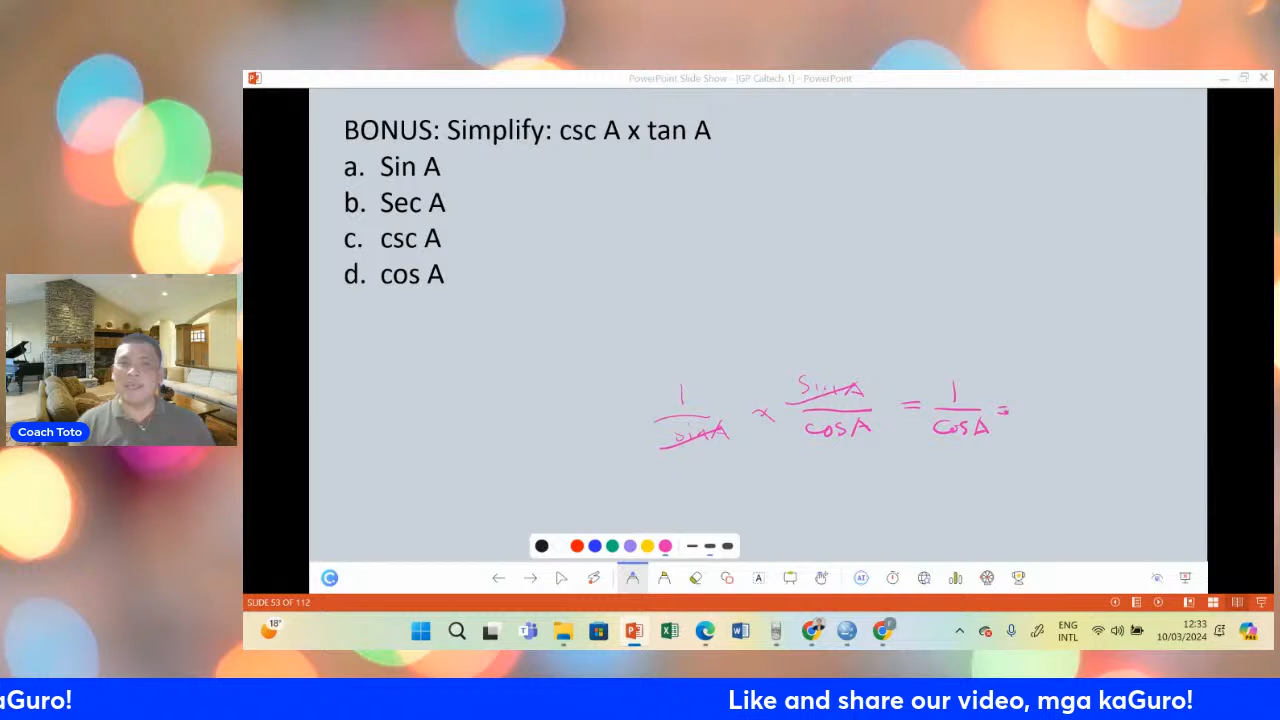 PowerPoint Slide Show - [GP Caltech 1] - PowerPoint
BONUS: Simplify: csc A x tan A
a. Sin A
b. Sec A
c. csc A
d. cos A
1/sinA x sinA/cosA = 1/cosA =
Coach Toto
A
AI
SLIDE 53 OF 112
18°
ENG
INTL
12:33
10/03/2024
aGuro!
Like and share our video, mga kaGuro!